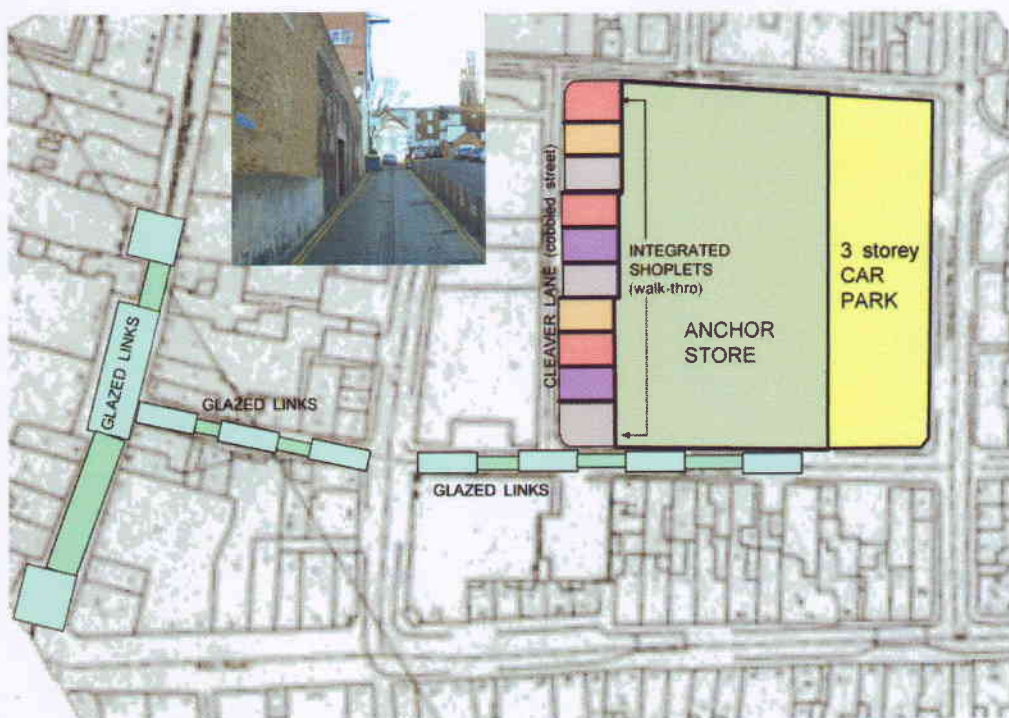 CLEAVER LANE (cobbled street)
INTEGRATED
SHOPLETS
(walk-thro)
3 storey
CAR
PARK
ANCHOR
STORE
GLAZED LINKS
GLAZED LINKS
GLAZED LINKS